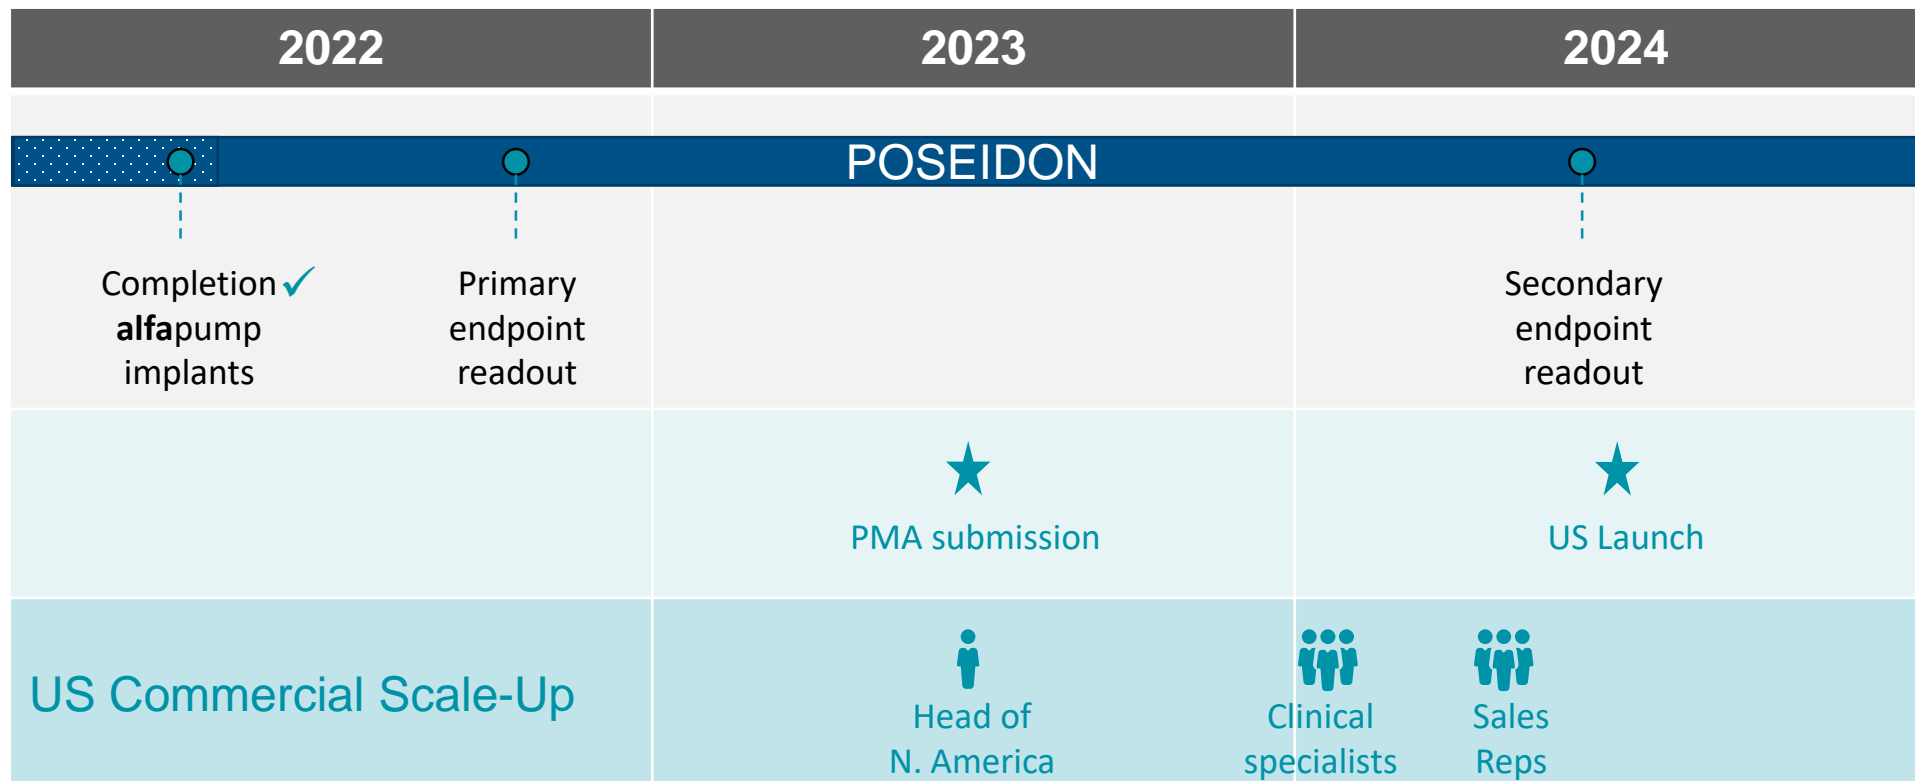 2022
2023
2024
POSEIDON
Completion ✓
alfapump
implants
Primary
endpoint
readout
Secondary
endpoint
readout
PMA submission
US Launch
US Commercial Scale-Up
Head of
N. America
Clinical
specialists
Sales
Reps